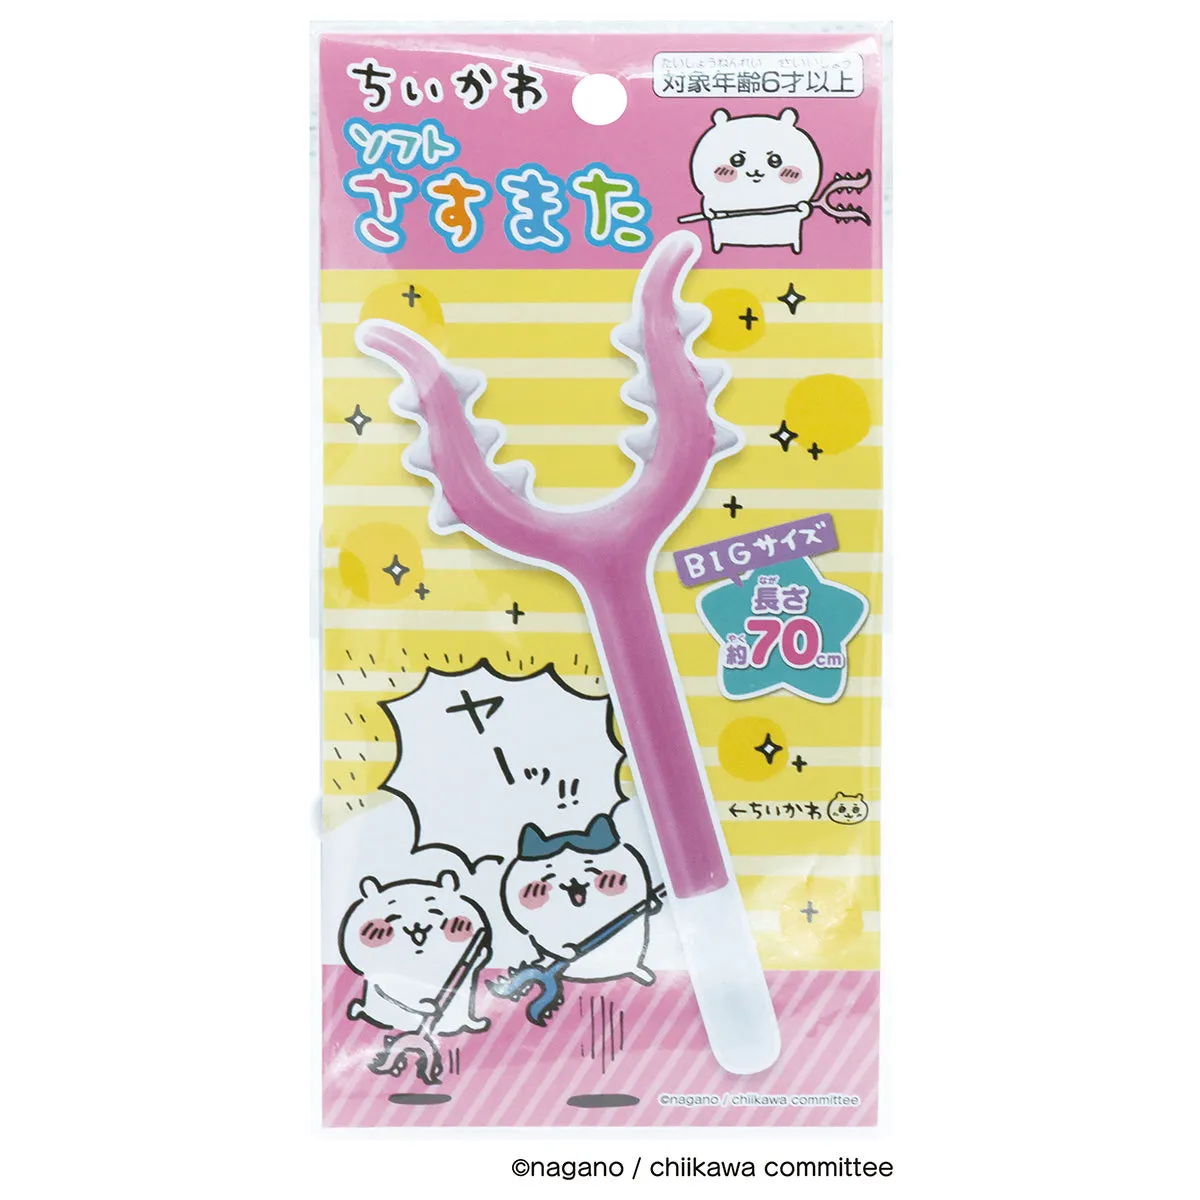 ちいかわ
たいしょうねんれい さいいじょう
対象年齢6才以上
ソフト
さすまた
BIGサイズ
なが
長さ
やく
約70cm
ヤーッ!!
←ちいかわ
©nagano / chiikawa committee
©nagano / chiikawa committee